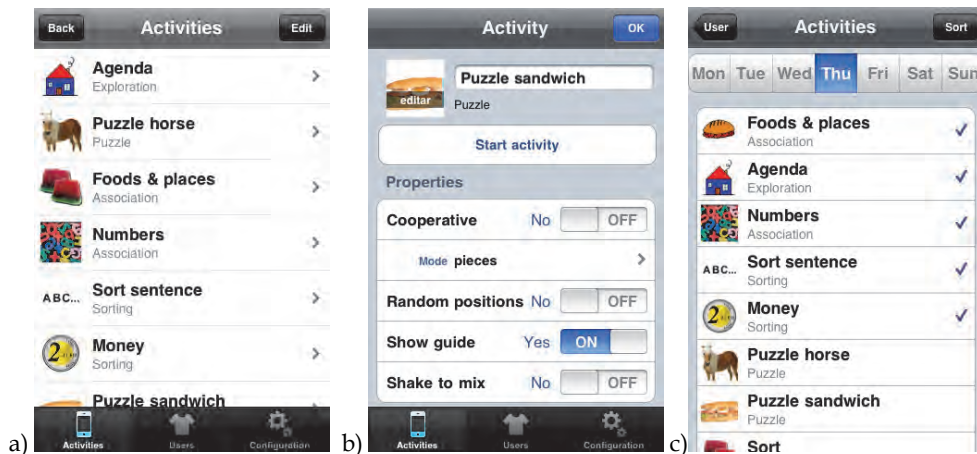 Back Activities Edit
Agenda
Exploration
Puzzle horse
Puzzle
Foods & places
Association
Numbers
Association
ABC... Sort sentence
Sorting
2 Money
Sorting
Puzzle sandwich
Activities Users Configuration
a)
Activity OK
editar Puzzle sandwich
Puzzle
Start activity
Properties
Cooperative No OFF
Mode pieces
Random positions No OFF
Show guide Yes ON
Shake to mix No OFF
Activities Users Configuration
b)
User Activities Sort
Mon Tue Wed Thu Fri Sat Sun
Foods & places
Association
Agenda
Exploration
Numbers
Association
ABC... Sort sentence
Sorting
2 Money
Sorting
Puzzle horse
Puzzle
Puzzle sandwich
Puzzle
Sort
c)